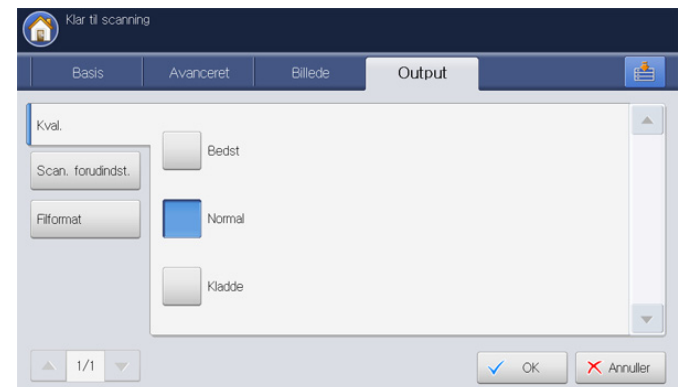 Klar til scanning
Basis Avanceret Billede Output
Kval.
Bedst
Scan. forudindst.
Filformat
Normal
Kladde
1/1
OK
Annuller